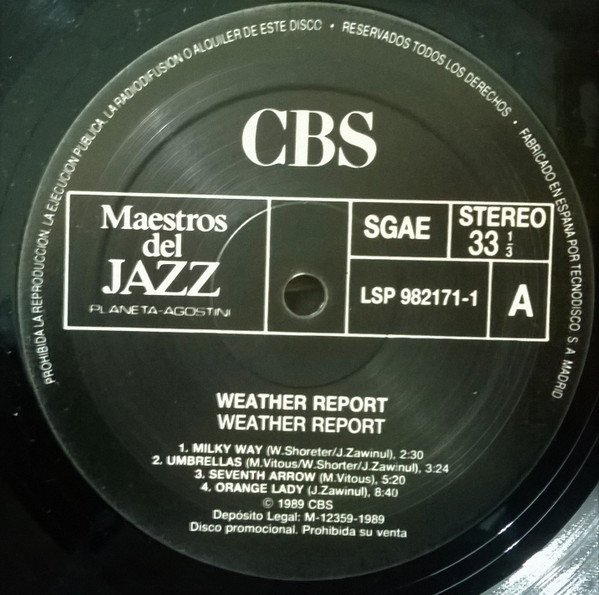 PROHIBIDA LA REPRODUCCION, LA EJECUCION PUBLICA, LA RADIODIFUSION O ALQUILER DE ESTE DISCO • RESERVADOS TODOS LOS DERECHOS • FABRICADO EN ESPAÑA POR TECNODISCO, S. A. MADRID.
CBS
Maestros
del
JAZZ
PLANETA-AGOSTINI
SGAE
STEREO
33 1/3
LSP 982171-1
A
WEATHER REPORT
WEATHER REPORT
1. MILKY WAY (W.Shoreter/J.Zawinul), 2:30
2. UMBRELLAS (M.Vitous/W.Shorter/J.Zawinul), 3:24
3. SEVENTH ARROW (M.Vitous), 5:20
4. ORANGE LADY (J.Zawinul), 8:40
© 1989 CBS
Depósito Legal: M-12359-1989
Disco promocional. Prohibida su venta